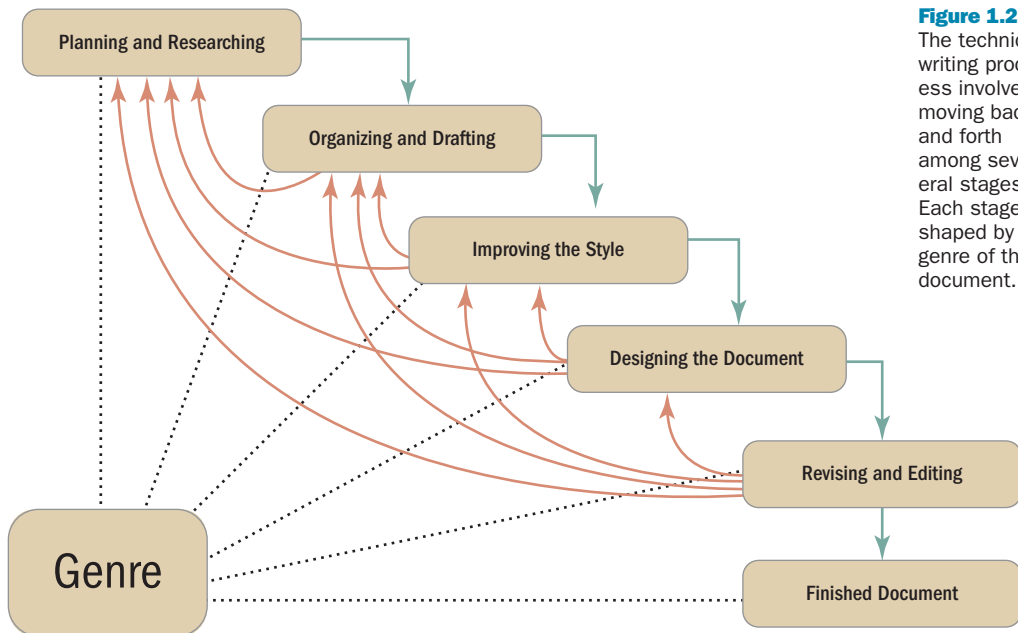 Planning and Researching
Organizing and Drafting
Improving the Style
Designing the Document
Revising and Editing
Finished Document
Genre
Figure 1.2
The technic
writing proc
ess involve
moving bac
and forth
among sev
eral stages
Each stage
shaped by
genre of th
document.